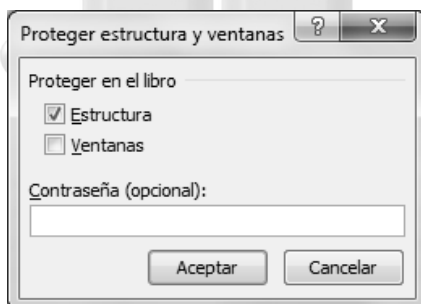 Proteger estructura y ventanas
Proteger en el libro
Estructura
Ventanas
Contraseña (opcional):
Aceptar
Cancelar